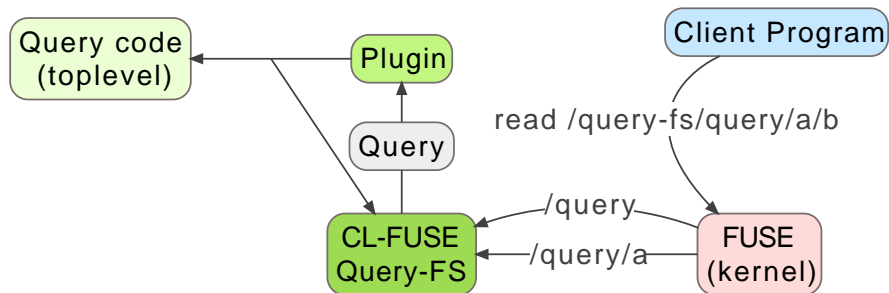 Query code
(toplevel)
Plugin
Client Program
read /query-fs/query/a/b
Query
/query
CL-FUSE
Query-FS
/query/a
FUSE
(kernel)